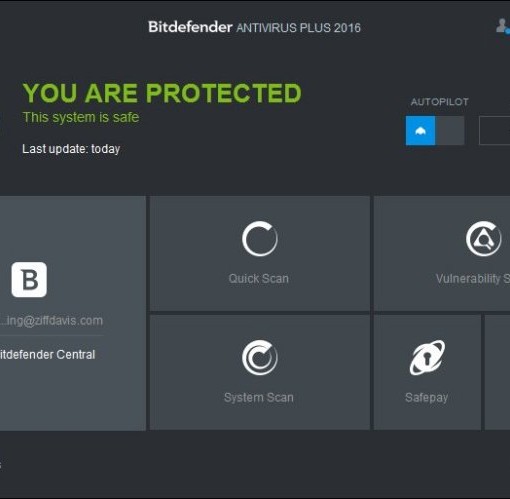 Bitdefender ANTIVIRUS PLUS 2016
YOU ARE PROTECTED
This system is safe
Last update: today
AUTOPILOT
B
Quick Scan
Vulnerability S
...ing@ziffdavis.com
itdefender Central
System Scan
Safepay
s